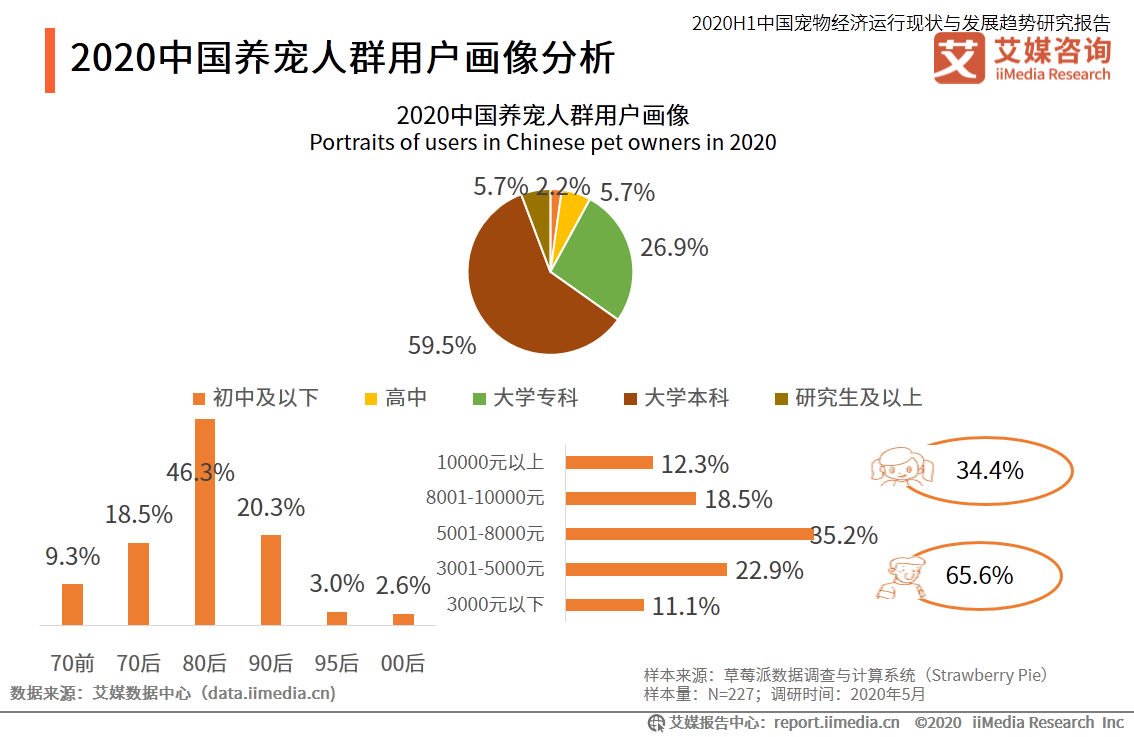 2020H1中国宠物经济运行现状与发展趋势研究报告
2020中国养宠人群用户画像分析
艾 艾媒咨询
iiMedia Research
2020中国养宠人群用户画像
Portraits of users in Chinese pet owners in 2020
5.7% 2.2% 5.7%
26.9%
59.5%
初中及以下 高中 大学专科 大学本科 研究生及以上
46.3%
18.5%
20.3%
9.3%
3.0%
2.6%
70前 70后 80后 90后 95后 00后
10000元以上 12.3%
8001-10000元 18.5%
5001-8000元 35.2%
3001-5000元 22.9%
3000元以下 11.1%
34.4%
65.6%
数据来源：艾媒数据中心（data.iimedia.cn)
样本来源：草莓派数据调查与计算系统（Strawberry Pie）
样本量：N=227；调研时间：2020年5月
艾媒报告中心：report.iimedia.cn ©2020 iiMedia Research Inc